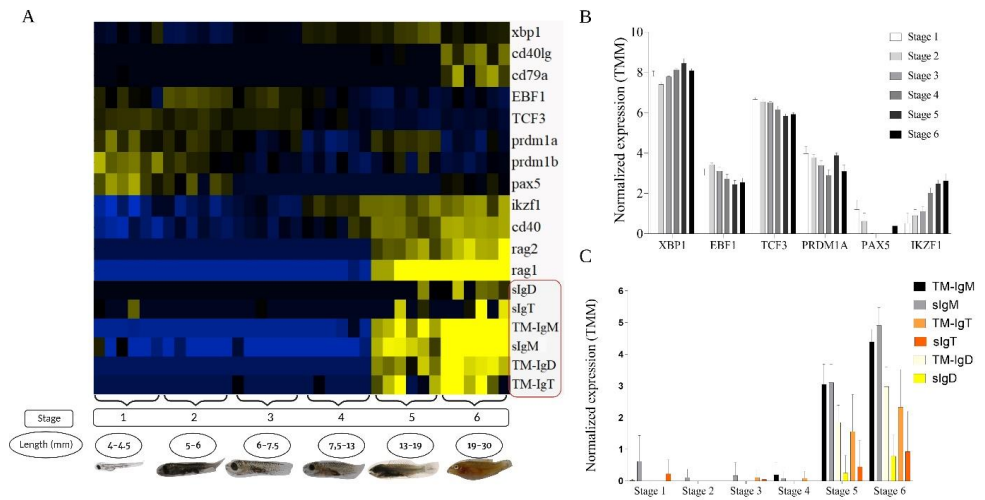 A
xbp1
cd40lg
cd79a
EBF1
TCF3
prdm1a
prdm1b
pax5
ikzf1
cd40
rag2
rag1
sIgD
sIgT
TM-IgM
sIgM
TM-IgD
TM-IgT
Stage 1 2 3 4 5 6
Length (mm) 4-4.5 5-6 6-7.5 7,5-13 13-19 19-30
B
Normalized expression (TMM)
10
8
6
4
2
0
XBP1 EBF1 TCF3 PRDM1A PAX5 IKZF1
Stage 1
Stage 2
Stage 3
Stage 4
Stage 5
Stage 6
C
Normalized expression (TMM)
6
5
4
3
2
1
0
Stage 1 Stage 2 Stage 3 Stage 4 Stage 5 Stage 6
TM-IgM
sIgM
TM-IgT
sIgT
TM-IgD
sIgD